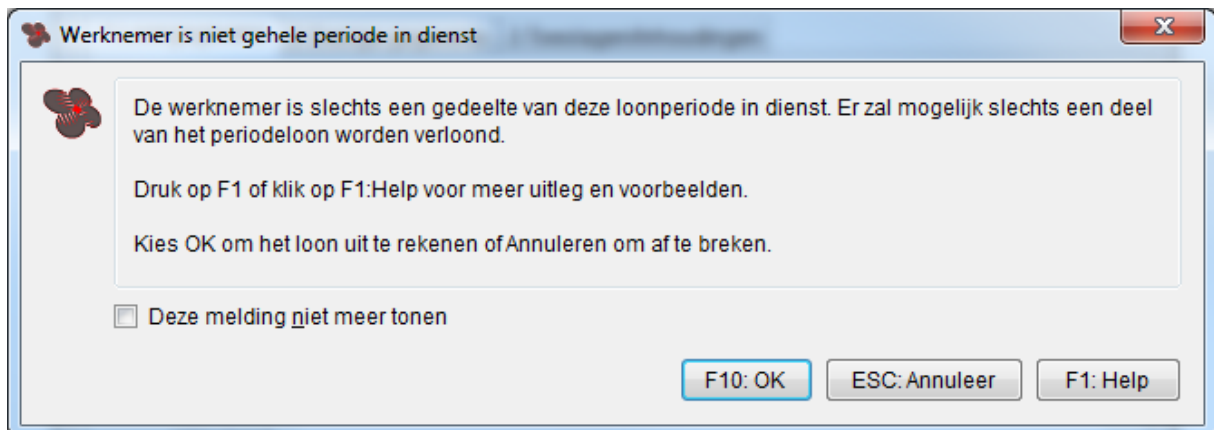 Werknemer is niet gehele periode in dienst
De werknemer is slechts een gedeelte van deze loonperiode in dienst. Er zal mogelijk slechts een deel
van het periodeloon worden verloond.
Druk op F1 of klik op F1:Help voor meer uitleg en voorbeelden.
Kies OK om het loon uit te rekenen of Annuleren om af te breken.
Deze melding niet meer tonen
F10: OK ESC: Annuleer F1: Help